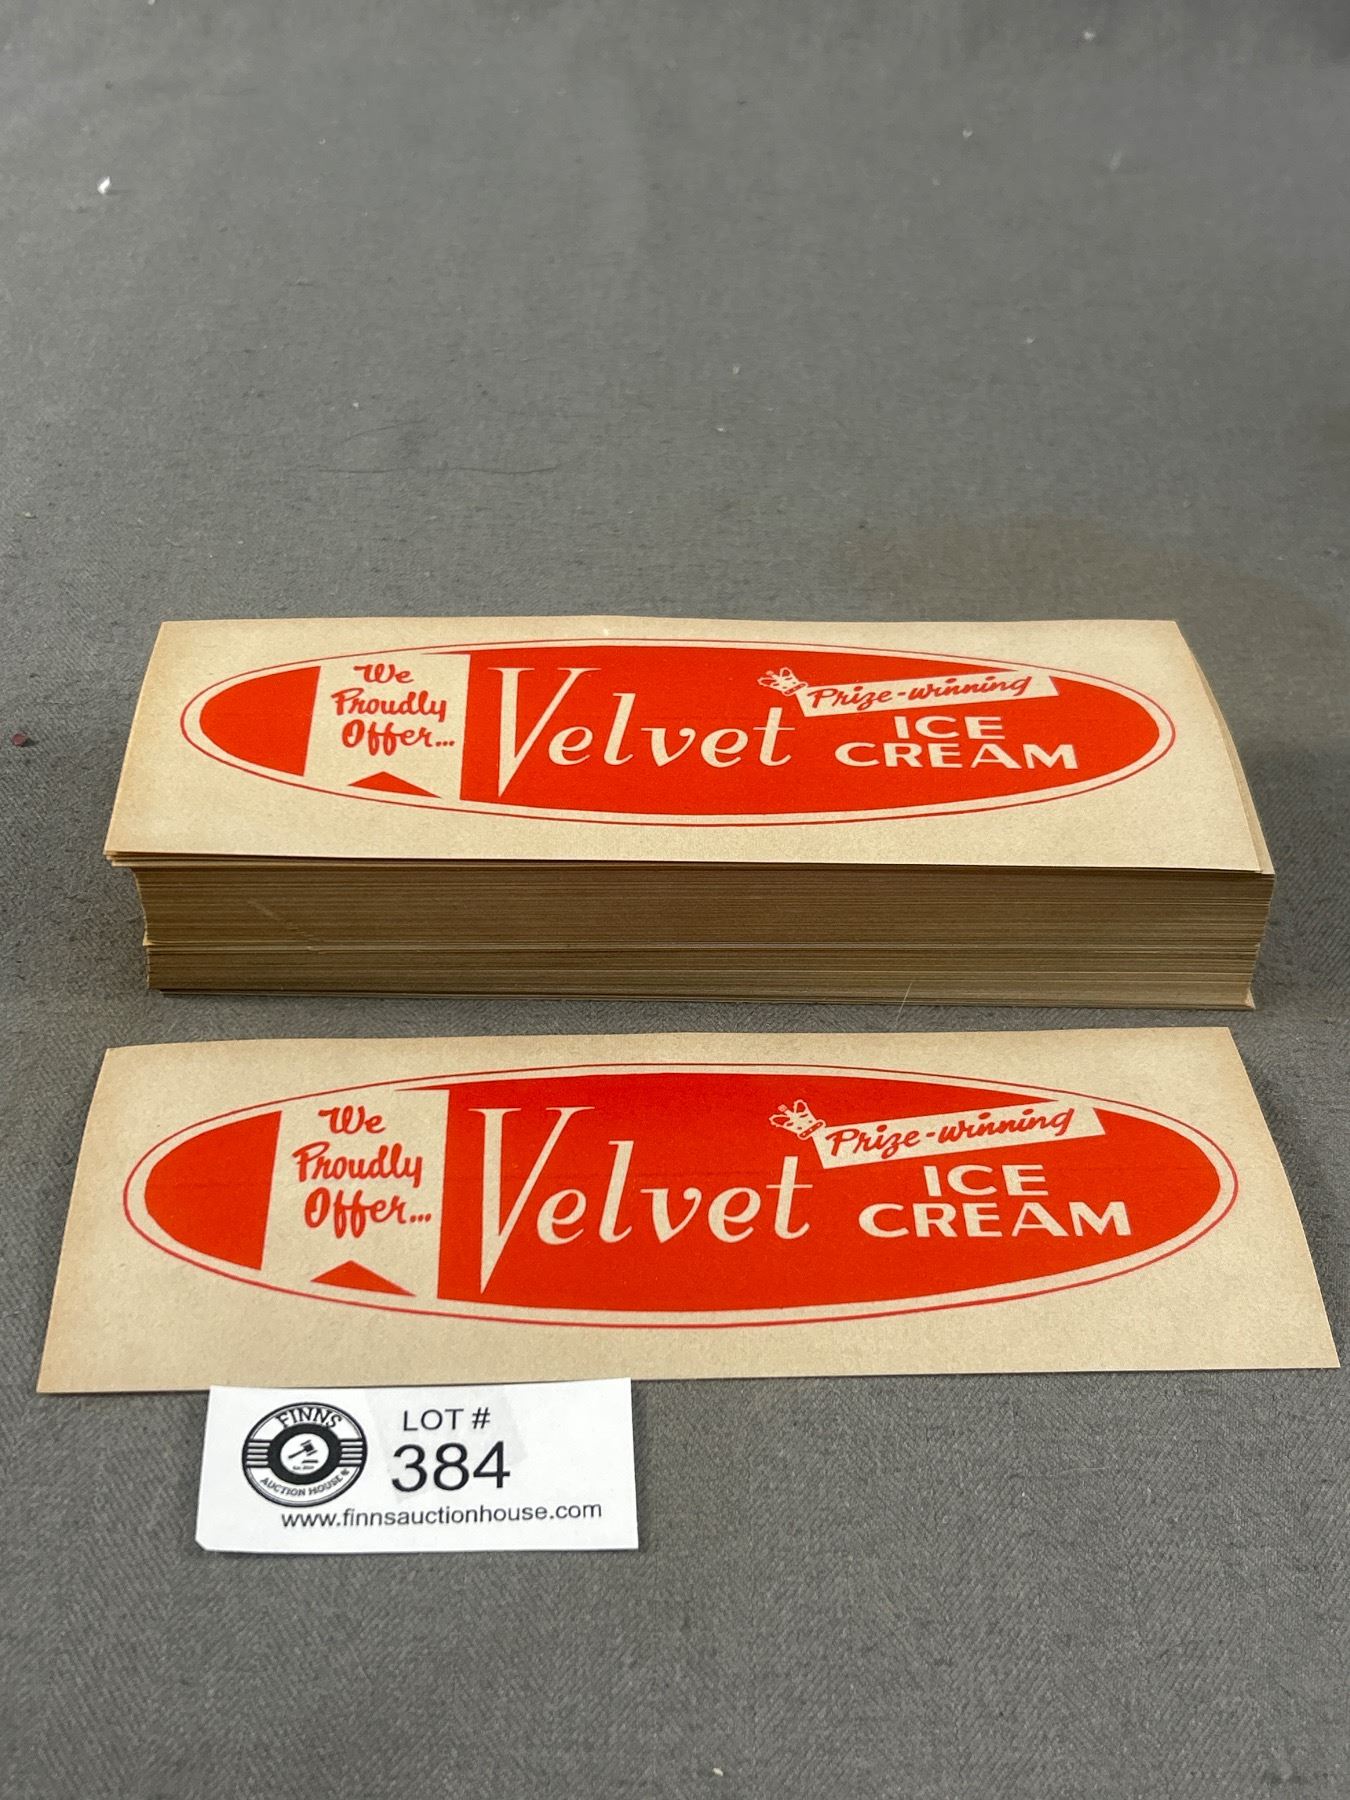 We
Proudly
Offer...
Velvet
Prize-winning
ICE
CREAM
We
Proudly
Offer...
Velvet
Prize-winning
ICE
CREAM
FINNS
AUCTION HOUSE
LOT #
384
www.finnsauctionhouse.com